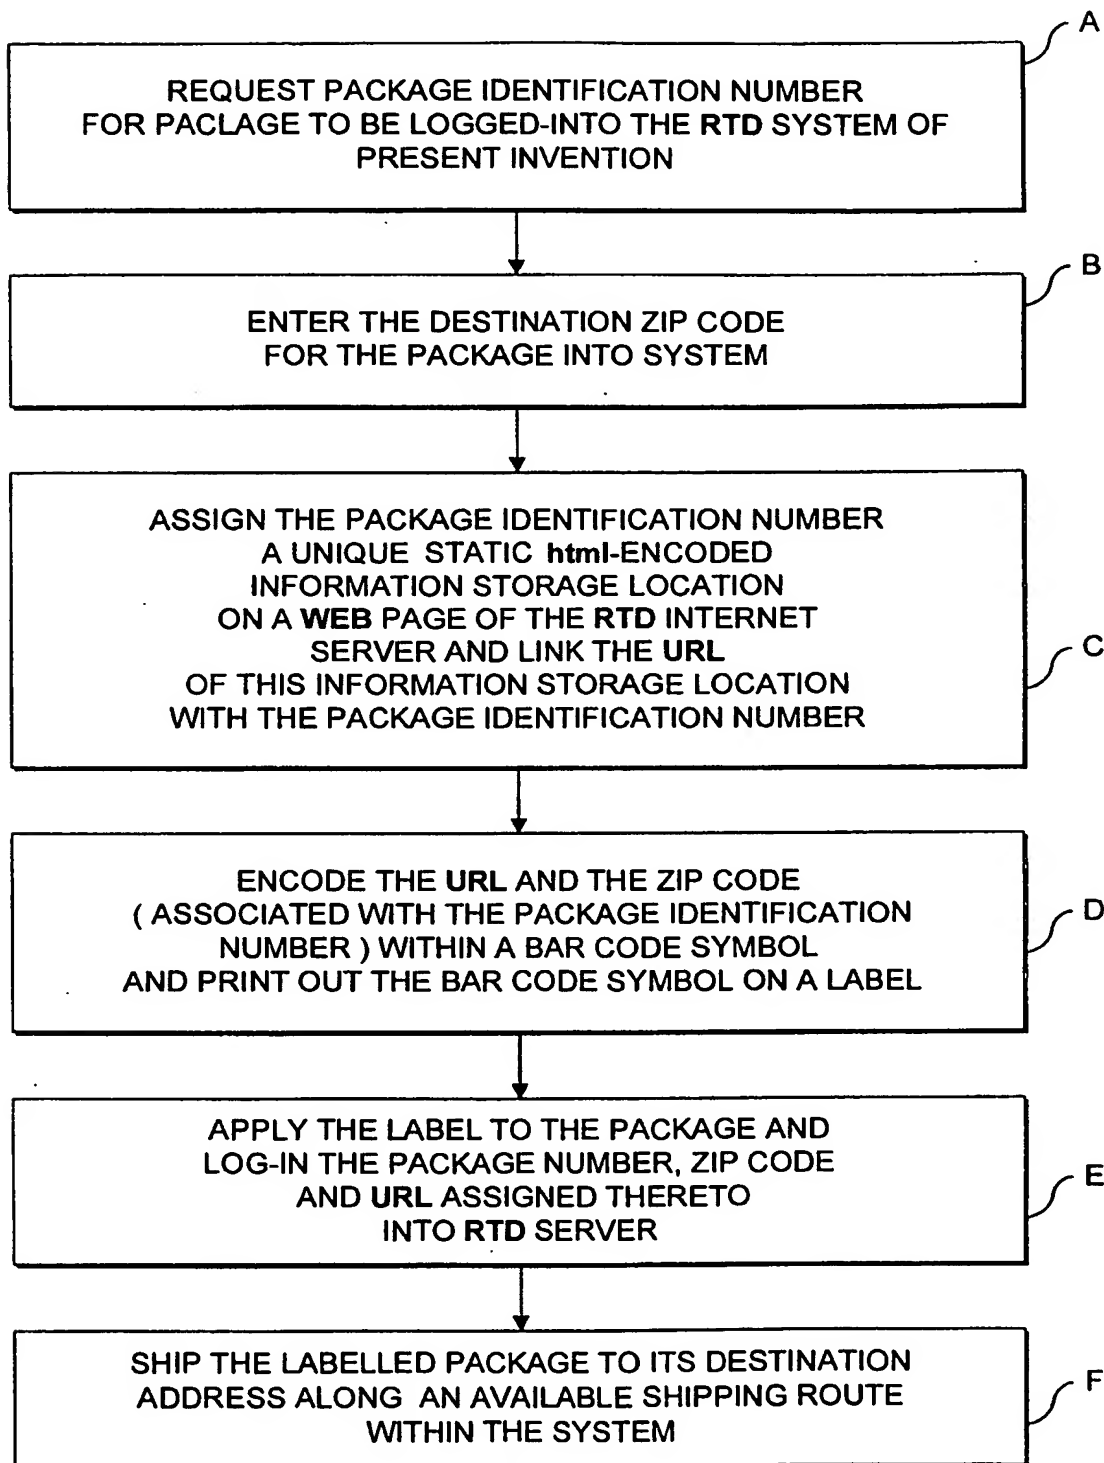 A
REQUEST PACKAGE IDENTIFICATION NUMBER
FOR PACLAGE TO BE LOGGED-INTO THE RTD SYSTEM OF
PRESENT INVENTION
B
ENTER THE DESTINATION ZIP CODE
FOR THE PACKAGE INTO SYSTEM
ASSIGN THE PACKAGE IDENTIFICATION NUMBER
A UNIQUE STATIC html-ENCODED
INFORMATION STORAGE LOCATION
ON A WEB PAGE OF THE RTD INTERNET
SERVER AND LINK THE URL
OF THIS INFORMATION STORAGE LOCATION
WITH THE PACKAGE IDENTIFICATION NUMBER
C
ENCODE THE URL AND THE ZIP CODE
( ASSOCIATED WITH THE PACKAGE IDENTIFICATION
NUMBER ) WITHIN A BAR CODE SYMBOL
AND PRINT OUT THE BAR CODE SYMBOL ON A LABEL
D
APPLY THE LABEL TO THE PACKAGE AND
LOG-IN THE PACKAGE NUMBER, ZIP CODE
AND URL ASSIGNED THERETO
INTO RTD SERVER
E
SHIP THE LABELLED PACKAGE TO ITS DESTINATION
ADDRESS ALONG AN AVAILABLE SHIPPING ROUTE
WITHIN THE SYSTEM
F